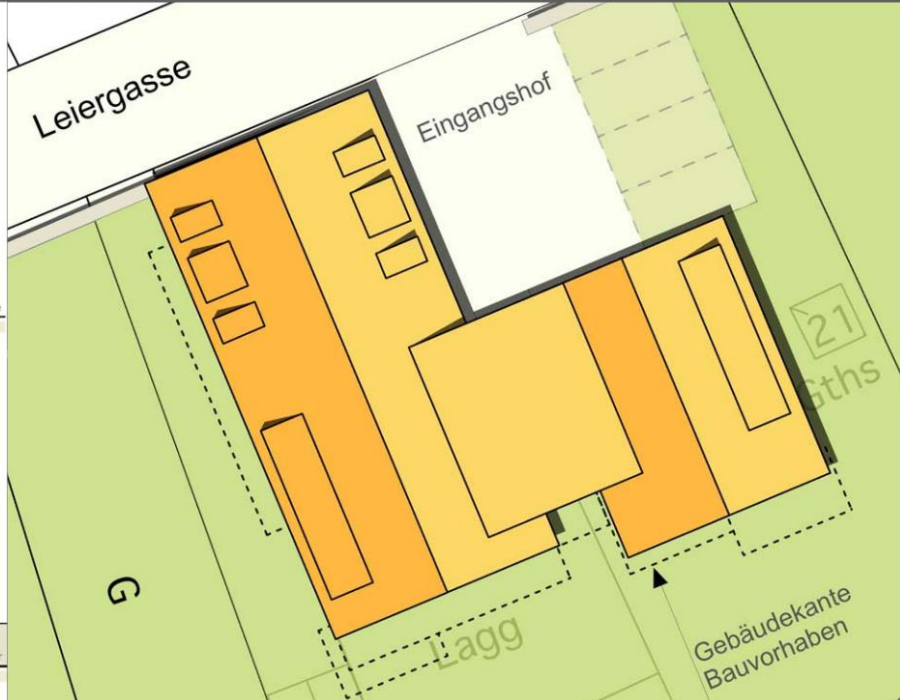 Leiergasse
Eingangshof
21
Gths
G
Lagg
Gebäudekante
Bauvorhaben